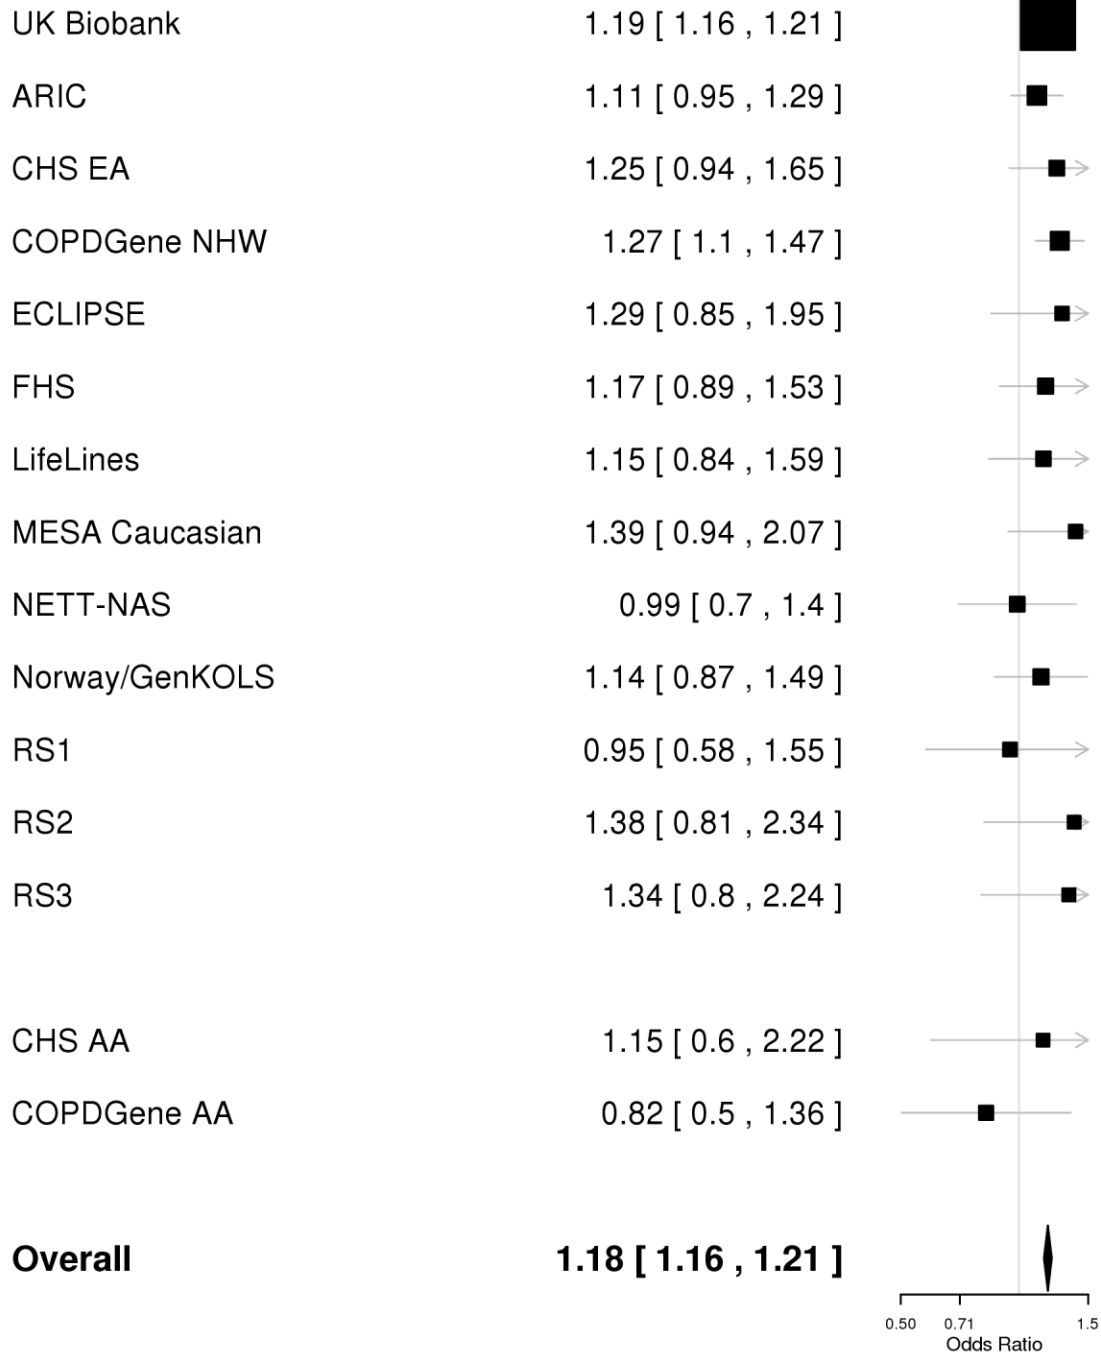 UK Biobank 1.19 [ 1.16 , 1.21 ]
ARIC 1.11 [ 0.95 , 1.29 ]
CHS EA 1.25 [ 0.94 , 1.65 ]
COPDGene NHW 1.27 [ 1.1 , 1.47 ]
ECLIPSE 1.29 [ 0.85 , 1.95 ]
FHS 1.17 [ 0.89 , 1.53 ]
LifeLines 1.15 [ 0.84 , 1.59 ]
MESA Caucasian 1.39 [ 0.94 , 2.07 ]
NETT-NAS 0.99 [ 0.7 , 1.4 ]
Norway/GenKOLS 1.14 [ 0.87 , 1.49 ]
RS1 0.95 [ 0.58 , 1.55 ]
RS2 1.38 [ 0.81 , 2.34 ]
RS3 1.34 [ 0.8 , 2.24 ]
CHS AA 1.15 [ 0.6 , 2.22 ]
COPDGene AA 0.82 [ 0.5 , 1.36 ]
Overall 1.18 [ 1.16 , 1.21 ]
0.50 0.71 1.5
Odds Ratio